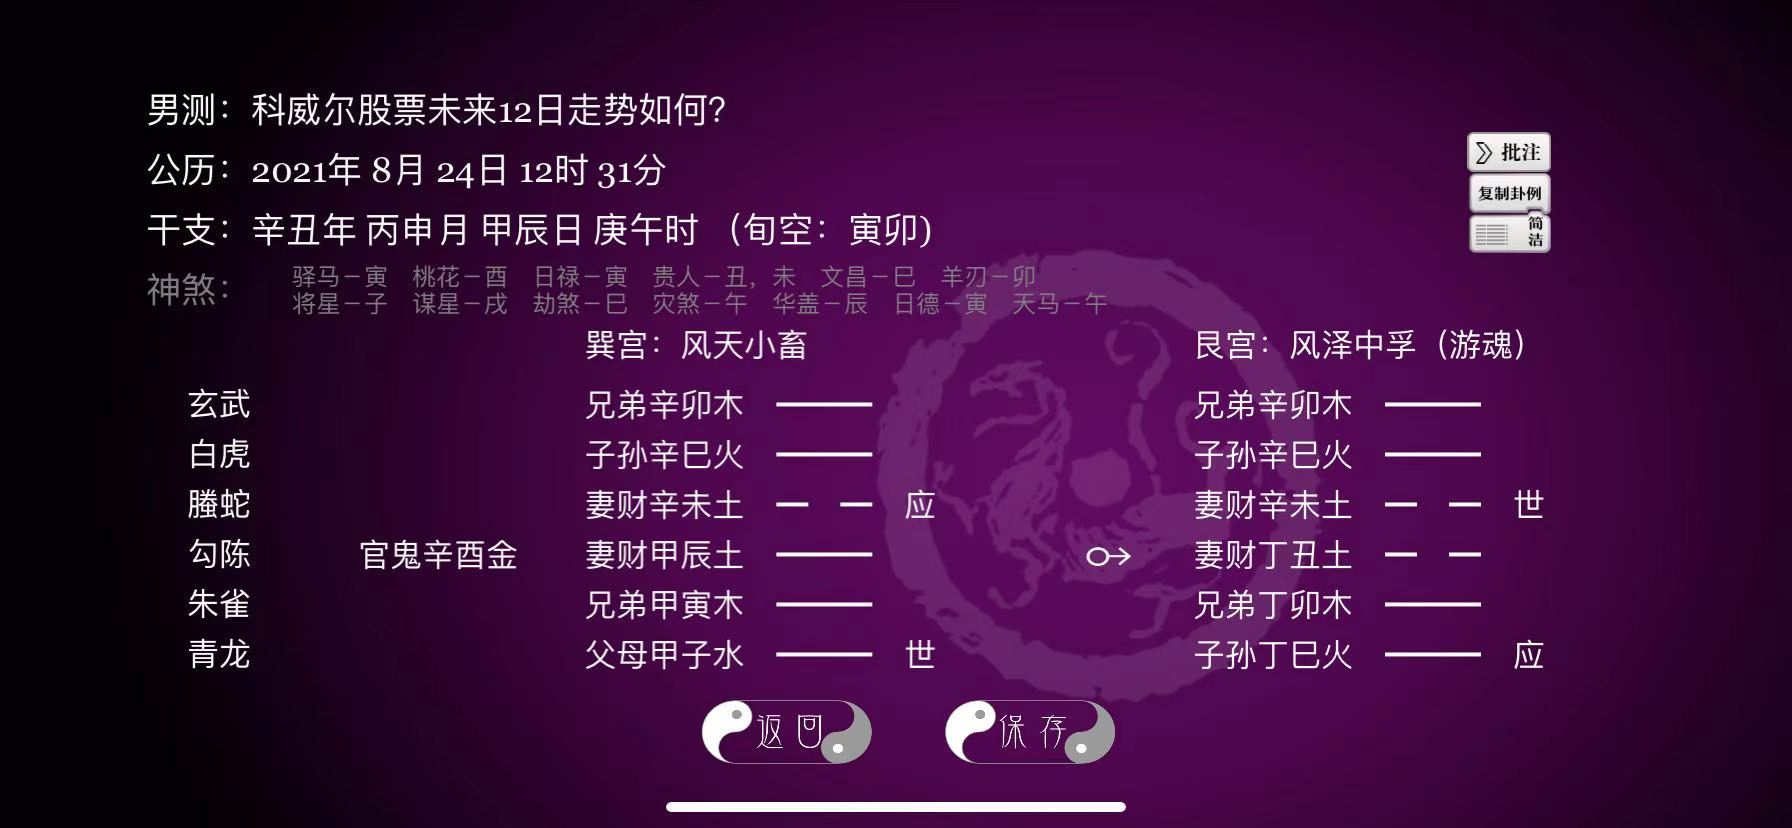 男测：科威尔股票未来12日走势如何？
公历：2021年 8月 24日 12时 31分
干支：辛丑年 丙申月 甲辰日 庚午时 （旬空：寅卯）
神煞：
驿马－寅 桃花－酉 日禄－寅 贵人－丑，未 文昌－巳 羊刃－卯
将星－子 谋星－戌 劫煞－巳 灾煞－午 华盖－辰 日德－寅 天马－午
》批注
复制卦例
简洁
巽宫：风天小畜 艮宫：风泽中孚（游魂）
玄武 兄弟辛卯木 兄弟辛卯木
白虎 子孙辛巳火 子孙辛巳火
螣蛇 妻财辛未土 应 妻财辛未土 世
勾陈 官鬼辛酉金 妻财甲辰土 妻财丁丑土
朱雀 兄弟甲寅木 兄弟丁卯木
青龙 父母甲子水 世 子孙丁巳火 应
返回 保存